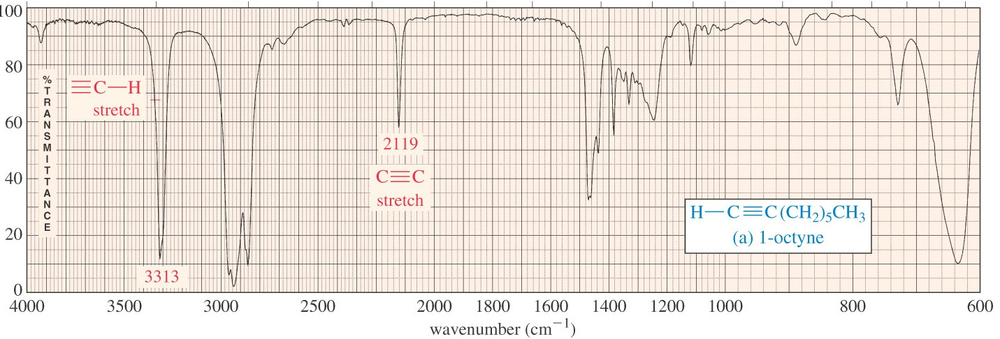 100
80
60
40
20
0
% TRANSMITTANCE
≡C—H
stretch
3313
2119
C≡C
stretch
H—C≡C(CH₂)₅CH₃
(a) 1-octyne
4000 3500 3000 2500 2000 1800 1600 1400 1200 1000 800 600
wavenumber (cm⁻¹)